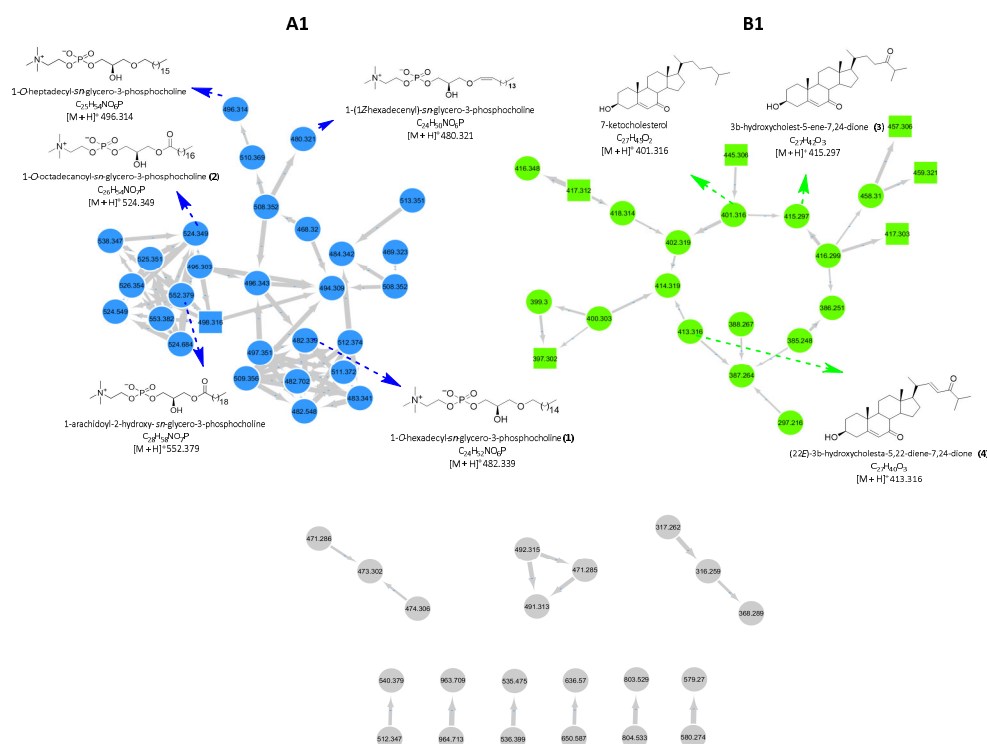 A1
B1
15
1-O-heptadecyl-sn-glycero-3-phosphocholine
C25H54NO6P
[M+H]+ 496.314
13
1-(1Z-hexadecenyl)-sn-glycero-3-phosphocholine
C24H50NO6P
[M+H]+ 480.321
16
1-O-octadecanoyl-sn-glycero-3-phosphocholine (2)
C26H54NO7P
[M+H]+ 524.349
18
1-arachidoyl-2-hydroxy-sn-glycero-3-phosphocholine
C28H58NO7P
[M+H]+ 552.379
14
1-O-hexadecyl-sn-glycero-3-phosphocholine (1)
C24H52NO6P
[M+H]+ 482.339
496.314
480.321
510.369
508.352
513.351
468.32
538.347
524.349
525.351
484.342
409.323
496.303
526.354
552.379
496.343
494.309
508.352
524.549
553.382
498.316
524.684
497.351
482.339
512.374
509.356
482.702
511.372
482.548
483.341
7-ketocholesterol
C27H45O2
[M+H]+ 401.316
3b-hydroxycholest-5-ene-7,24-dione (3)
C27H42O3
[M+H]+ 415.297
(22E)-3b-hydroxycholesta-5,22-diene-7,24-dione (4)
C27H40O3
[M+H]+ 413.316
457.306
445.306
416.348
417.312
459.321
458.31
418.314
401.316
415.297
417.303
402.319
416.299
414.319
399.3
400.303
386.251
413.316
388.267
385.248
397.302
387.264
297.216
471.286
473.302
474.306
492.315
471.285
491.313
317.262
316.259
368.289
540.379
963.709
535.475
636.57
803.529
579.27
512.347
964.713
536.399
650.587
804.533
580.274